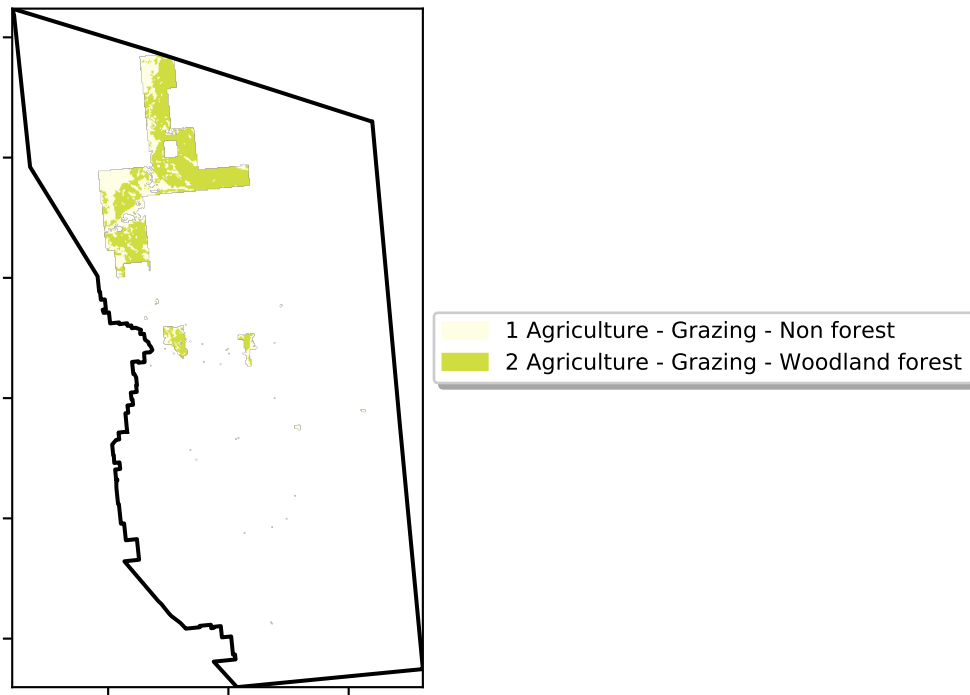 1 Agriculture - Grazing - Non forest
2 Agriculture - Grazing - Woodland forest